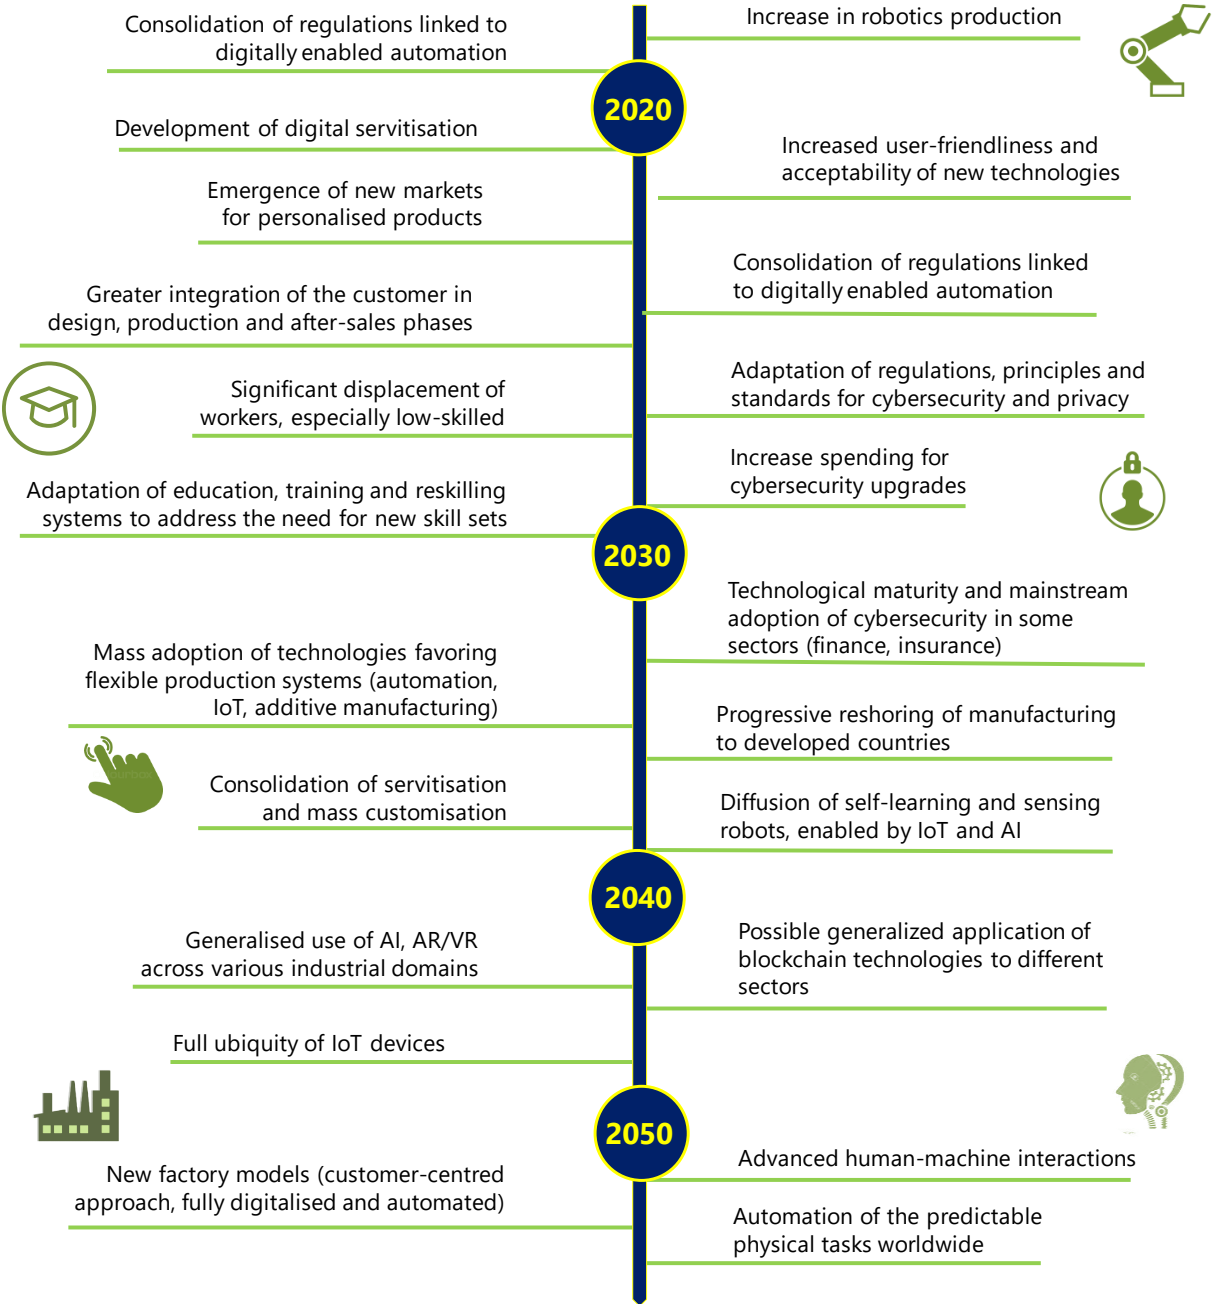 Consolidation of regulations linked to
digitally enabled automation
Increase in robotics production
2020
Development of digital servitisation
Increased user-friendliness and
acceptability of new technologies
Emergence of new markets
for personalised products
Consolidation of regulations linked
to digitally enabled automation
Greater integration of the customer in
design, production and after-sales phases
Adaptation of regulations, principles and
standards for cybersecurity and privacy
Significant displacement of
workers, especially low-skilled
Increase spending for
cybersecurity upgrades
Adaptation of education, training and reskilling
systems to address the need for new skill sets
2030
Technological maturity and mainstream
adoption of cybersecurity in some
sectors (finance, insurance)
Mass adoption of technologies favoring
flexible production systems (automation,
IoT, additive manufacturing)
Progressive reshoring of manufacturing
to developed countries
Consolidation of servitisation
and mass customisation
Diffusion of self-learning and sensing
robots, enabled by IoT and AI
2040
Generalised use of AI, AR/VR
across various industrial domains
Possible generalized application of
blockchain technologies to different
sectors
Full ubiquity of IoT devices
2050
Advanced human-machine interactions
New factory models (customer-centred
approach, fully digitalised and automated)
Automation of the predictable
physical tasks worldwide